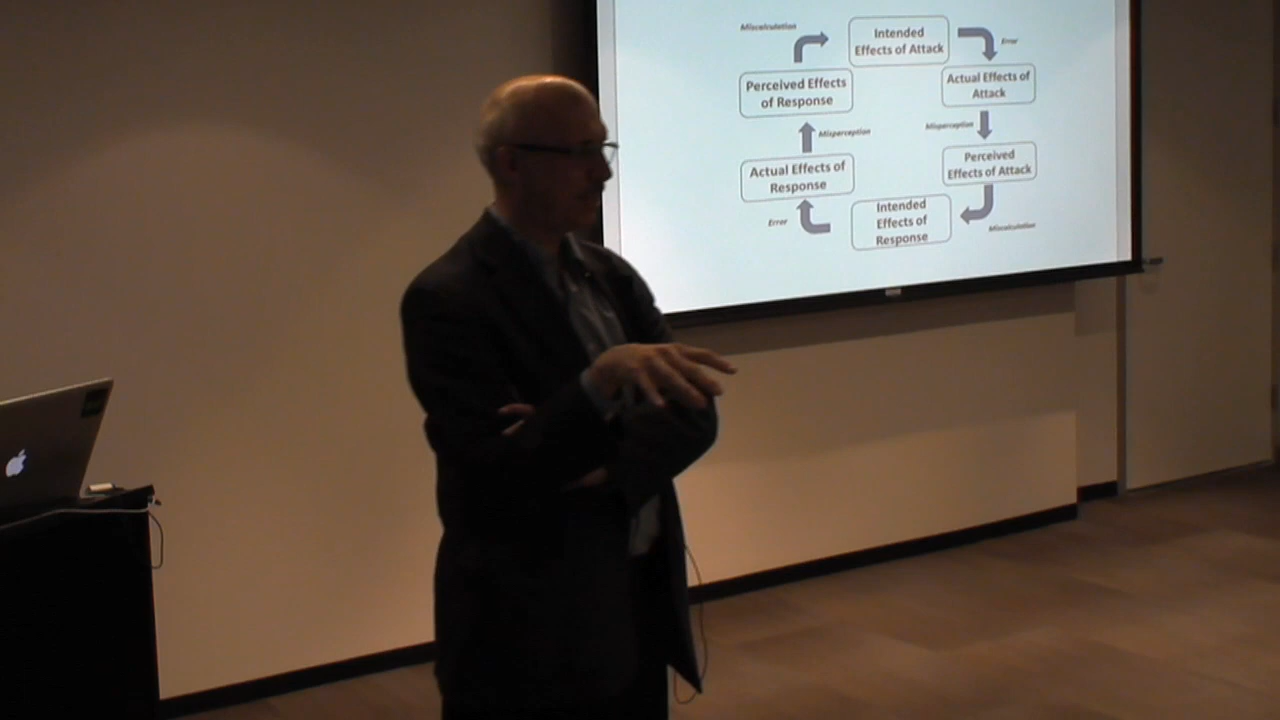 Miscalculation
Intended
Effects of Attack
Error
Perceived Effects
of Response
Actual Effects of
Attack
Misperception
Misperception
Actual Effects of
Response
Perceived
Effects of Attack
Error
Intended
Effects of
Response
Miscalculation